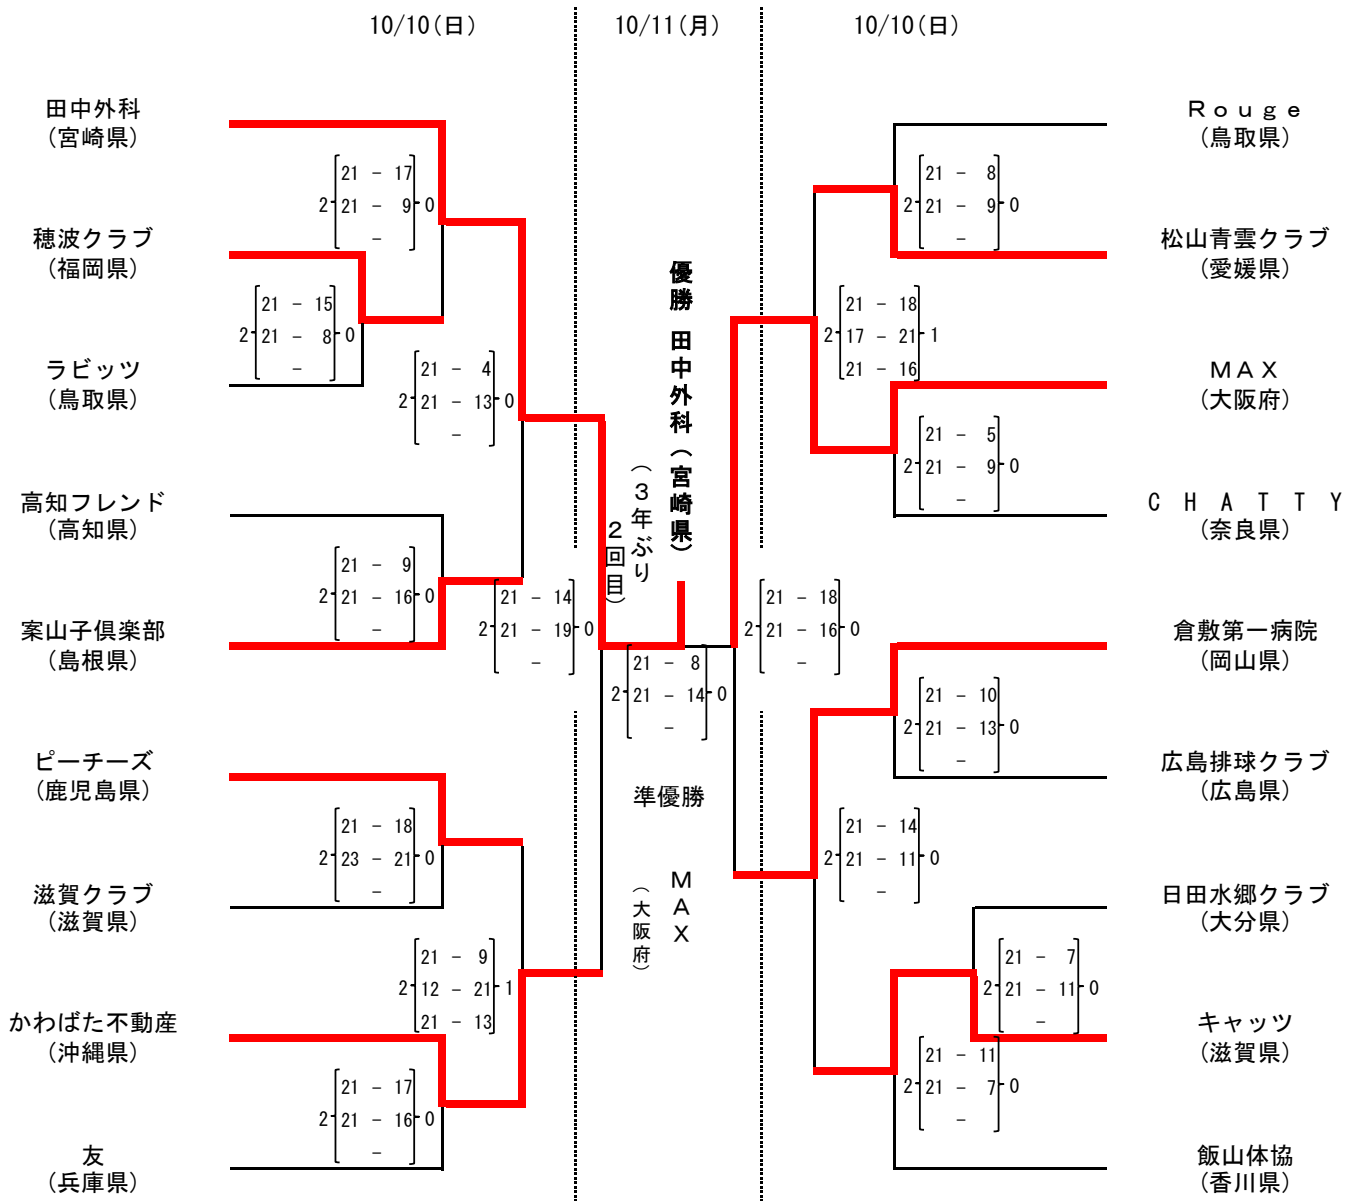 10/10(日)
10/11(月)
10/10(日)
田中外科
(宮崎県)
穂波クラブ
(福岡県)
ラビッツ
(鳥取県)
高知フレンド
(高知県)
案山子倶楽部
(島根県)
ピーチーズ
(鹿児島県)
滋賀クラブ
(滋賀県)
かわばた不動産
(沖縄県)
友
(兵庫県)
21 - 17
2 21 - 9 0
-
21 - 15
2 21 - 8 0
-
21 - 4
2 21 - 13 0
-
21 - 9
2 21 - 16 0
-
21 - 14
2 21 - 19 0
-
21 - 18
2 23 - 21 0
-
21 - 9
2 12 - 21 1
21 - 13
21 - 17
2 21 - 16 0
-
優勝 田中外科(宮崎県)
(3年ぶり
2回目)
21 - 8
2 21 - 14 0
-
準優勝
MAX
(大阪府)
21 - 8
2 21 - 9 0
-
21 - 18
2 17 - 21 1
21 - 16
21 - 5
2 21 - 9 0
-
21 - 18
2 21 - 16 0
-
21 - 10
2 21 - 13 0
-
21 - 14
2 21 - 11 0
-
21 - 7
2 21 - 11 0
-
21 - 11
2 21 - 7 0
-
Rouge
(鳥取県)
松山青雲クラブ
(愛媛県)
MAX
(大阪府)
CHATTY
(奈良県)
倉敷第一病院
(岡山県)
広島排球クラブ
(広島県)
日田水郷クラブ
(大分県)
キャッツ
(滋賀県)
飯山体協
(香川県)